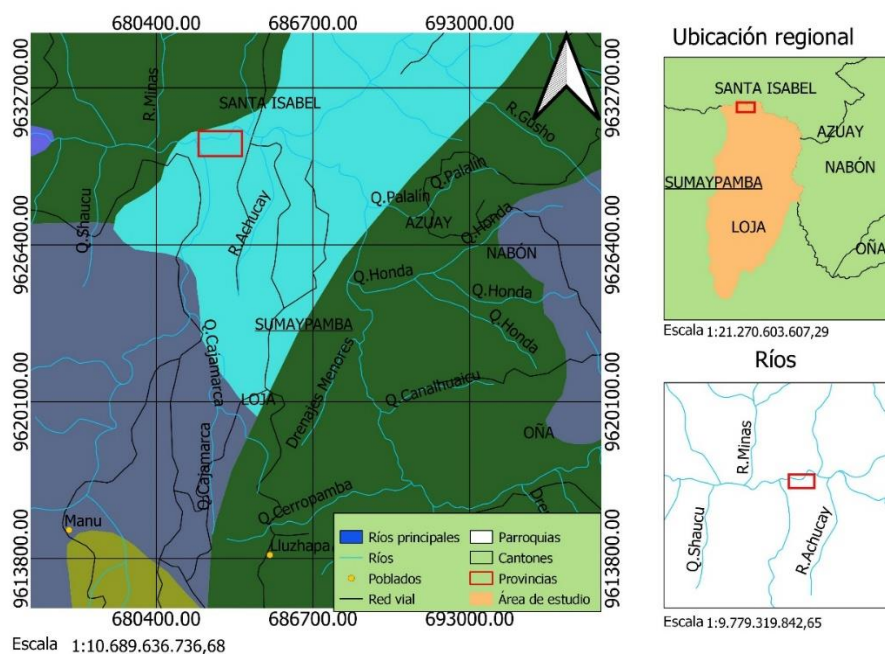 680400.00 686700.00 693000.00
9632700.00
9626400.00
9620100.00
9613800.00
R.Minas
SANTA ISABEL
R.Gusho
Q.Palalín
Q.Palalín
Q.Shaucu
R.Achucay
AZUAY
Q.Honda
NABÓN
Q.Honda
Q.Honda
Q.Honda
SUMAYPAMBA
Q.Cajamarca
Drenajes Menores
Q.Canalhuaicu
LOJA
OÑA
Q.Cajamarca
Q.Cerropamba
Manu
Lluzhapa
Ríos principales
Ríos
Poblados
Red vial
Parroquias
Cantones
Provincias
Área de estudio
9632700.00
9626400.00
9620100.00
9613800.00
680400.00 686700.00 693000.00
Escala 1:10.689.636.736,68
Ubicación regional
SANTA ISABEL
AZUAY
NABÓN
SUMAYPAMBA
LOJA
OÑA
Escala 1:21.270.603.607,29
Ríos
R.Minas
Q.Shaucu
R.Achucay
Escala 1:9.779.319.842,65